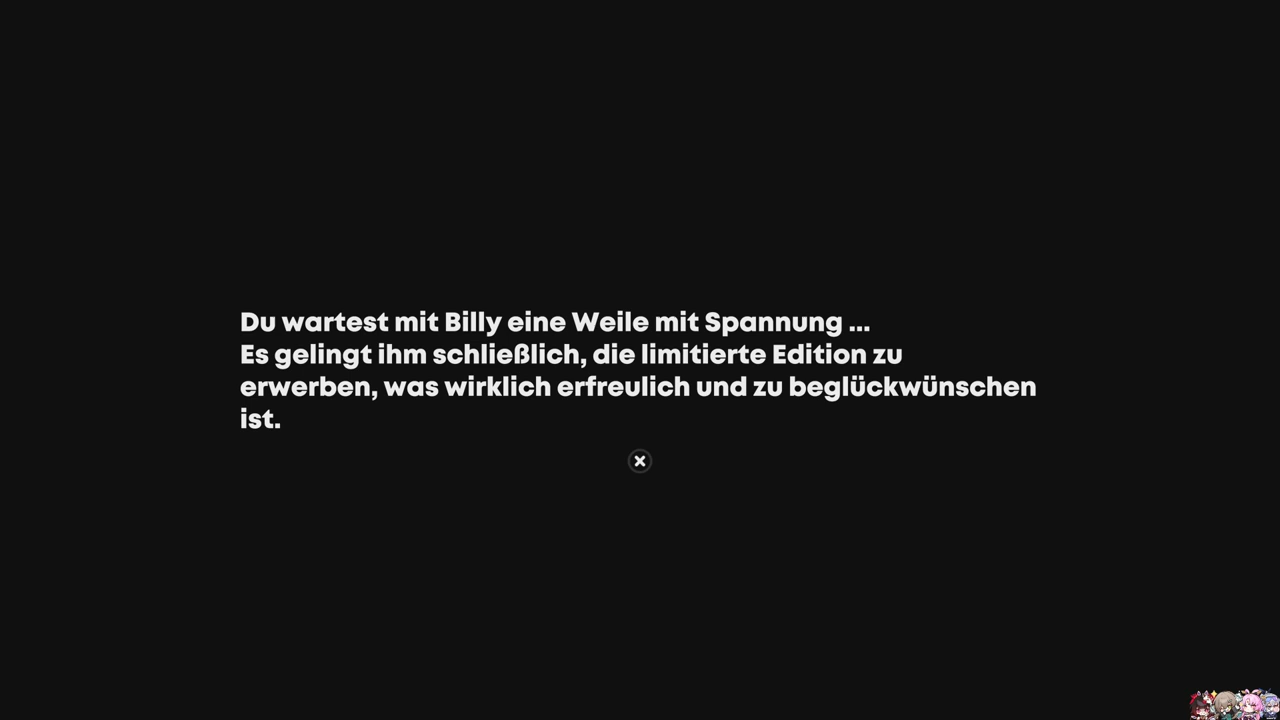 Du wartest mit Billy eine Weile mit Spannung ...
Es gelingt ihm schließlich, die limitierte Edition zu
erwerben, was wirklich erfreulich und zu beglückwünschen
ist.